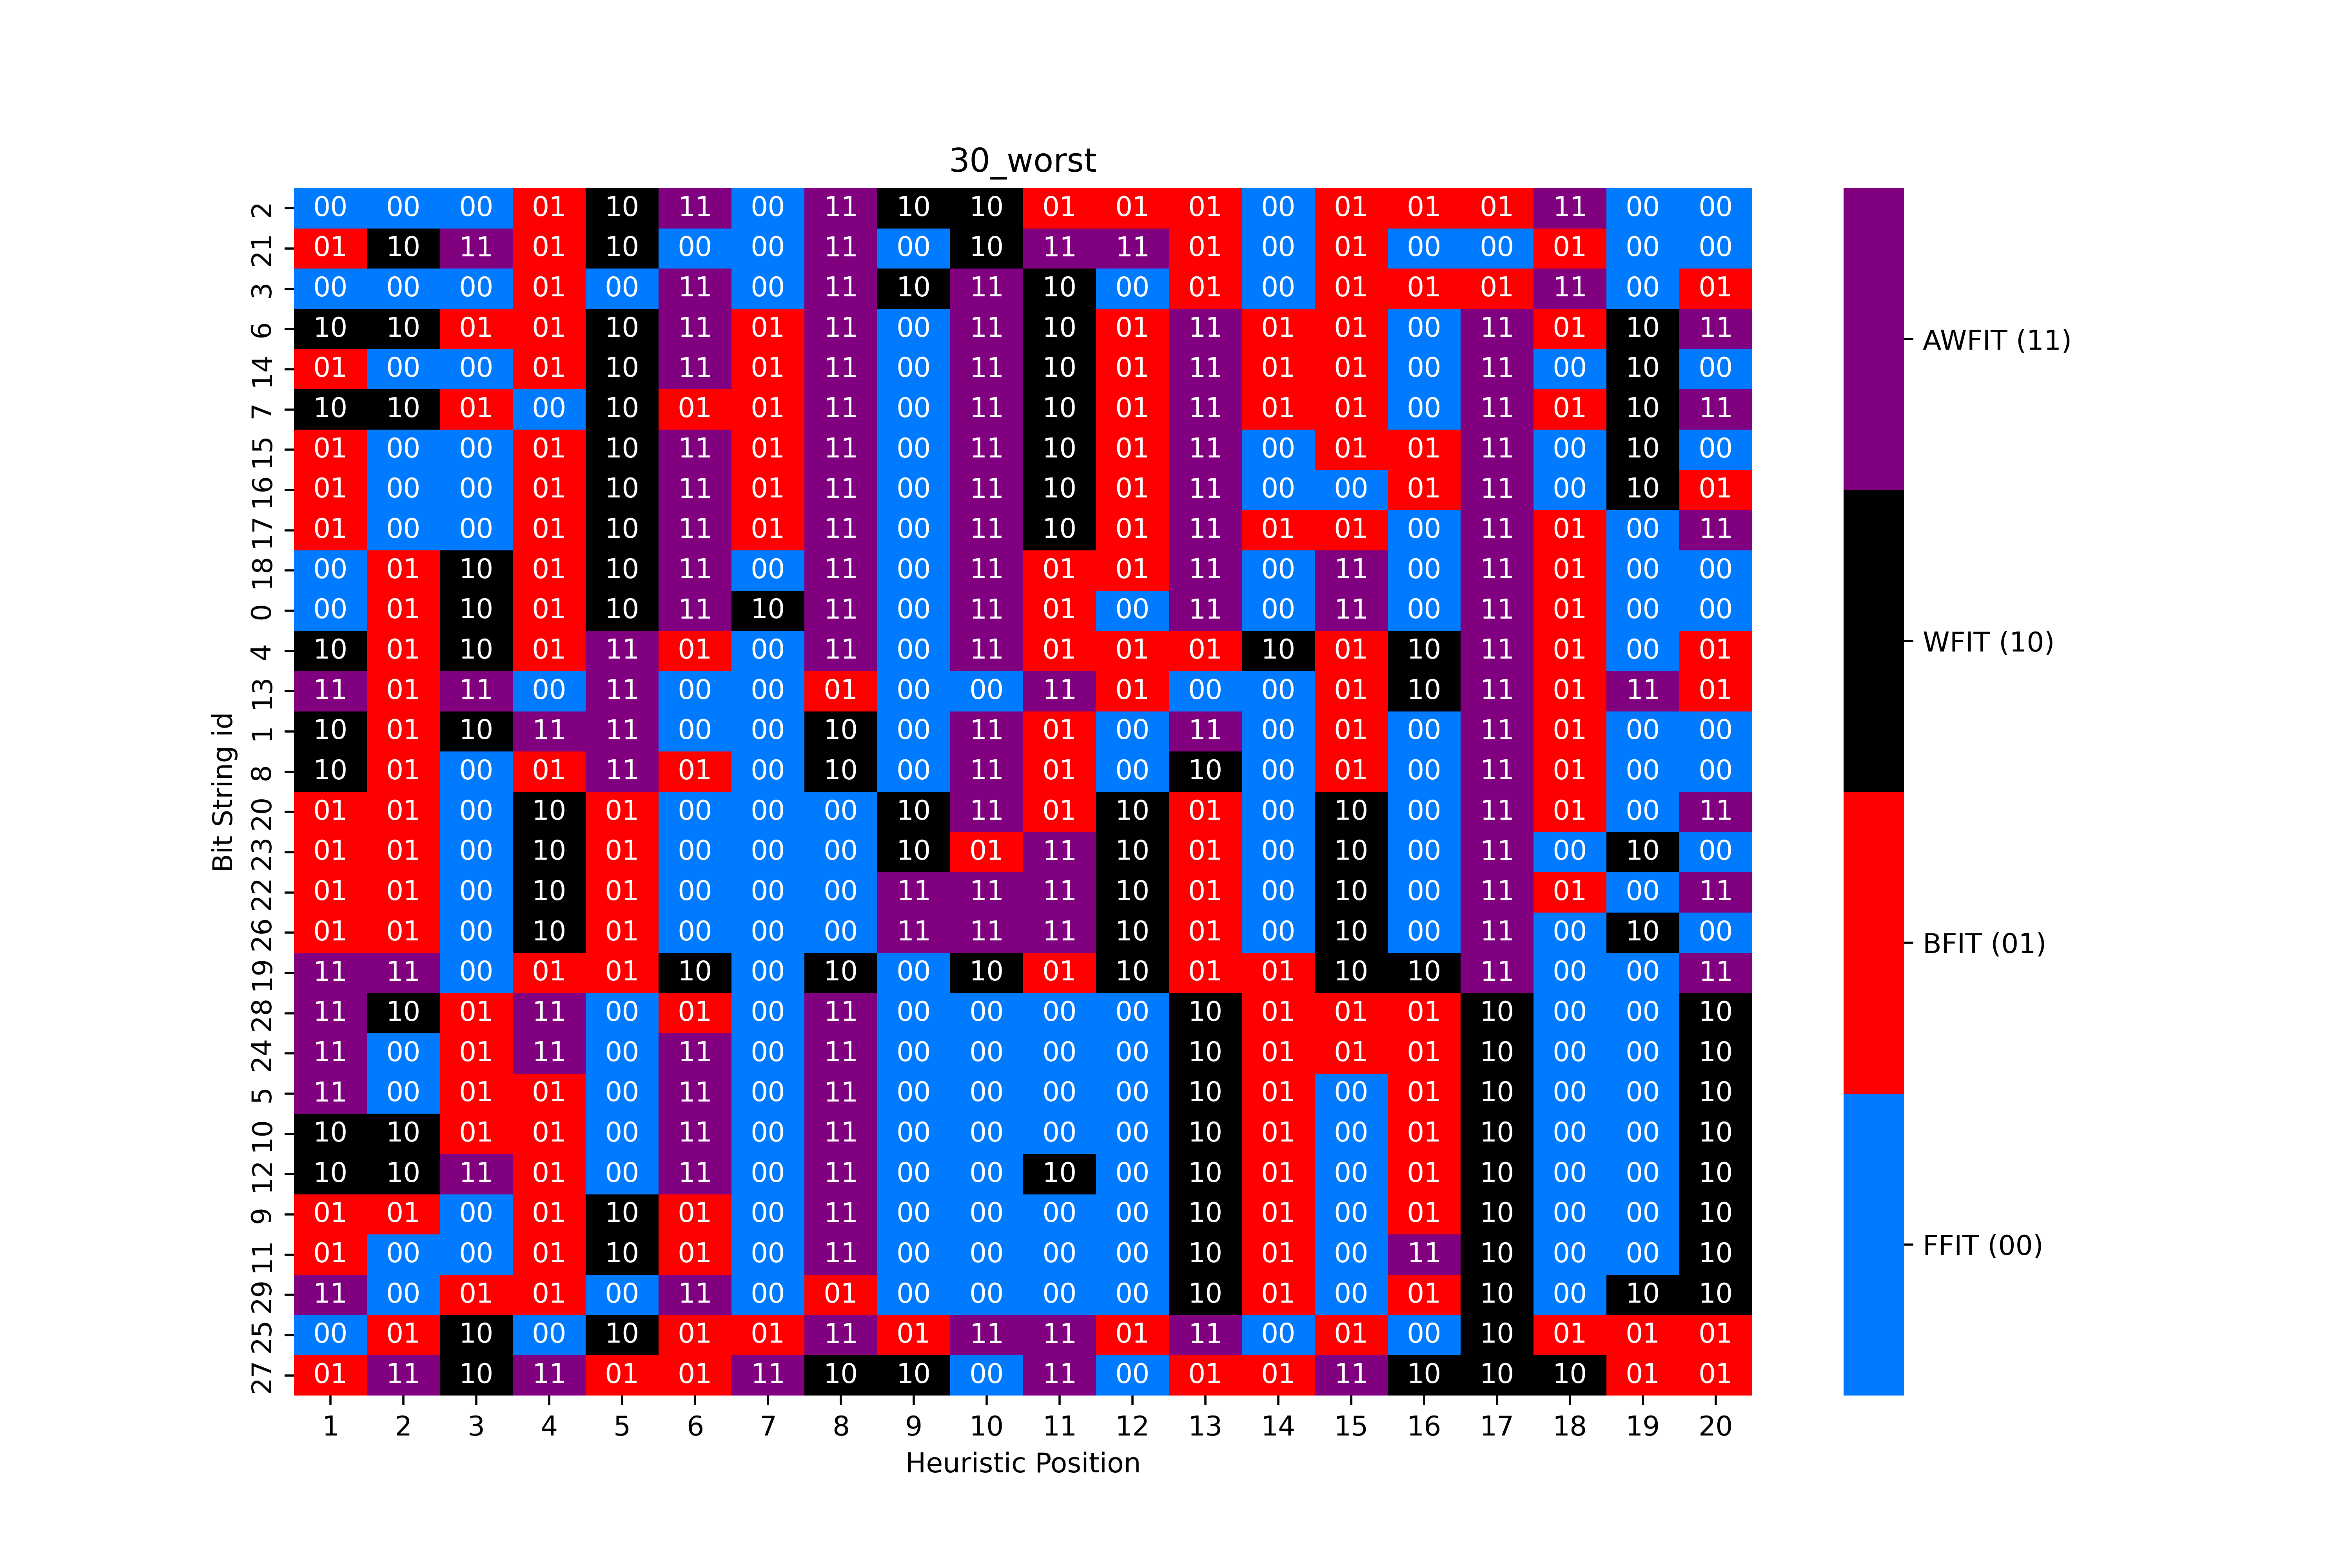 30_worst
2 00 00 00 01 10 11 00 11 10 10 01 01 01 00 01 01 01 11 00 00
21 01 10 11 01 10 00 00 11 00 10 11 11 01 00 01 00 00 01 00 00
3 00 00 00 01 00 11 00 11 10 11 10 00 01 00 01 01 01 11 00 01
6 10 10 01 01 10 11 01 11 00 11 10 01 11 01 01 00 11 01 10 11
14 01 00 00 01 10 11 01 11 00 11 10 01 11 01 01 00 11 00 10 00
7 10 10 01 00 10 01 01 11 00 11 10 01 11 01 01 00 11 01 10 11
15 01 00 00 01 10 11 01 11 00 11 10 01 11 00 01 01 11 00 10 00
16 01 00 00 01 10 11 01 11 00 11 10 01 11 00 00 01 11 00 10 01
17 01 00 00 01 10 11 01 11 00 11 10 01 11 01 01 00 11 01 00 11
18 00 01 10 01 10 11 00 11 00 11 01 01 11 00 11 00 11 01 00 00
0 00 01 10 01 10 11 10 11 00 11 01 00 11 00 11 00 11 01 00 00
4 10 01 10 01 11 01 00 11 00 11 01 01 01 10 01 10 11 01 00 01
13 11 01 11 00 11 00 00 01 00 00 11 01 00 00 01 10 11 01 11 01
1 10 01 10 11 11 00 00 10 00 11 01 00 11 00 01 00 11 01 00 00
8 10 01 00 01 11 01 00 10 00 11 01 00 10 00 01 00 11 01 00 00
20 01 01 00 10 01 00 00 00 10 11 01 10 01 00 10 00 11 01 00 11
23 01 01 00 10 01 00 00 00 10 01 11 10 01 00 10 00 11 00 10 00
22 01 01 00 10 01 00 00 00 11 11 11 10 01 00 10 00 11 01 00 11
26 01 01 00 10 01 00 00 00 11 11 11 10 01 00 10 00 11 00 10 00
19 11 11 00 01 01 10 00 10 00 10 01 10 01 01 10 10 11 00 00 11
28 11 10 01 11 00 01 00 11 00 00 00 00 10 01 01 01 10 00 00 10
24 11 00 01 11 00 11 00 11 00 00 00 00 10 01 01 01 10 00 00 10
5 11 00 01 01 00 11 00 11 00 00 00 00 10 01 00 01 10 00 00 10
10 10 10 01 01 00 11 00 11 00 00 00 00 10 01 00 01 10 00 00 10
12 10 10 11 01 00 11 00 11 00 00 10 00 10 01 00 01 10 00 00 10
9 01 01 00 01 10 01 00 11 00 00 00 00 10 01 00 01 10 00 00 10
11 01 00 00 01 10 01 00 11 00 00 00 00 10 01 00 11 10 00 00 10
29 11 00 01 01 00 11 00 01 00 00 00 00 10 01 00 01 10 00 10 10
25 00 01 10 00 10 01 01 11 01 11 11 01 11 00 01 00 10 01 01 01
27 01 11 10 11 01 01 11 10 10 00 11 00 01 01 11 10 10 10 01 01
1 2 3 4 5 6 7 8 9 10 11 12 13 14 15 16 17 18 19 20
Heuristic Position
Bit String id
AWFIT (11)
WFIT (10)
BFIT (01)
FFIT (00)